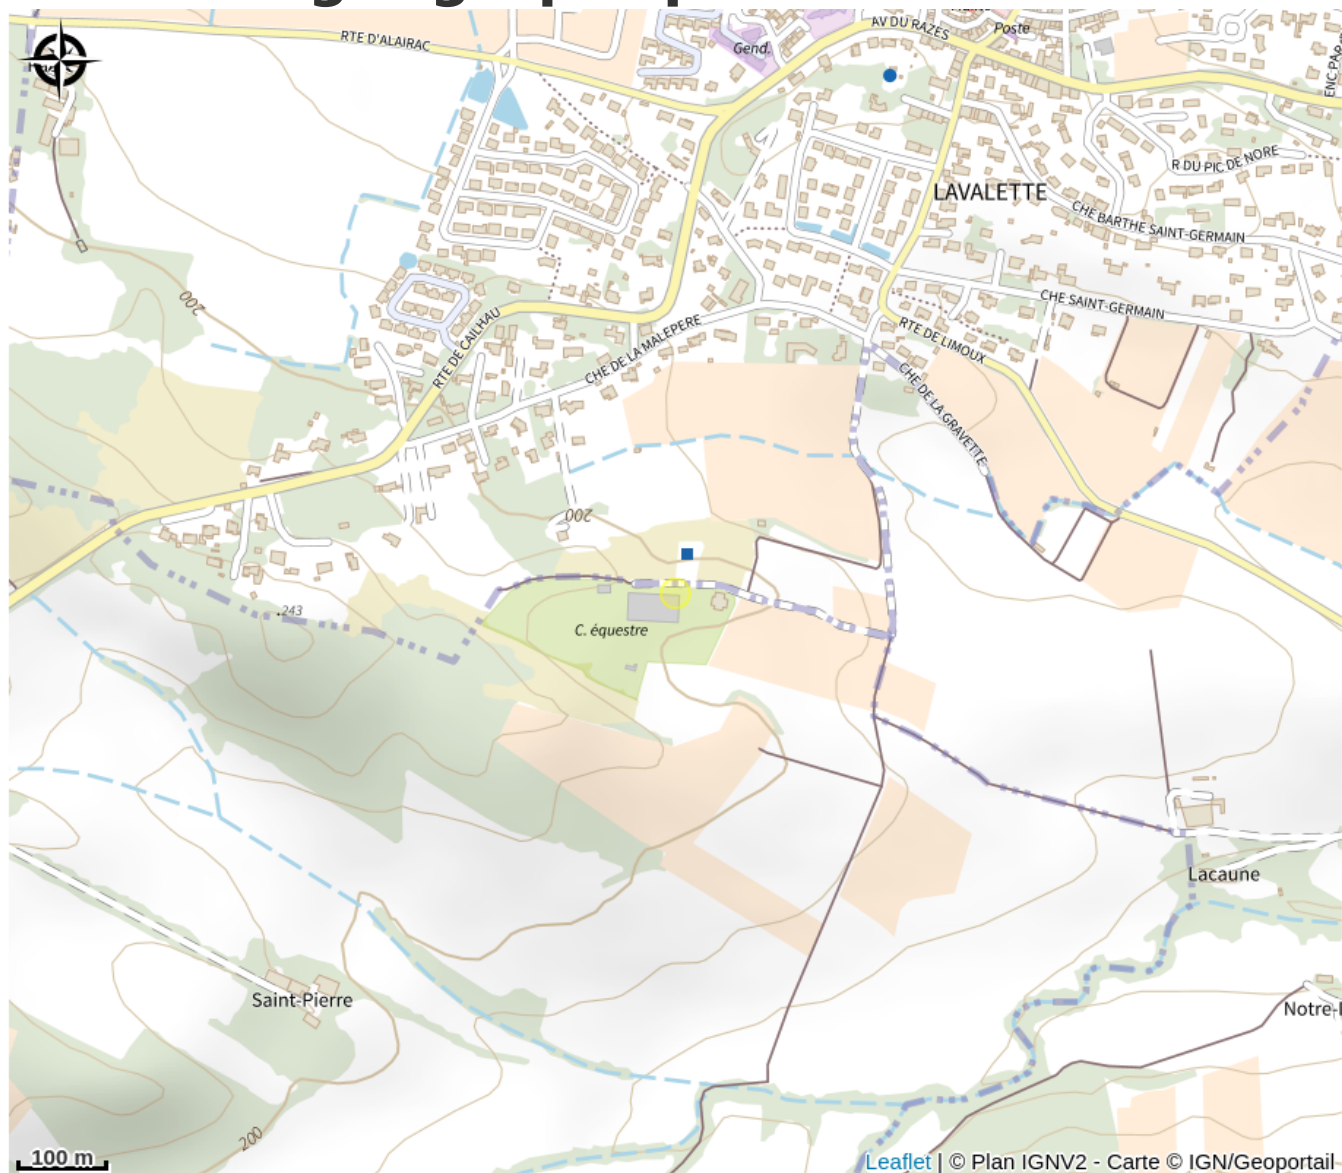 RTE D'ALAIRAC
AV DU RAZÈS
Poste
Gend.
R DU PIC DE NORE
LAVALETTE
CHE BARTHE SAINT-GERMAIN
200
CHE SAINT-GERMAIN
RTE DE CAILHAU
CHE DE LA MALEPERE
RTE DE LIMOUX
CHE DE LA GRAVETTE
200
.243
C. équestre
Lacaune
Saint-Pierre
200
100 m
Leaflet | © Plan IGNV2 - Carte © IGN/Geoportail